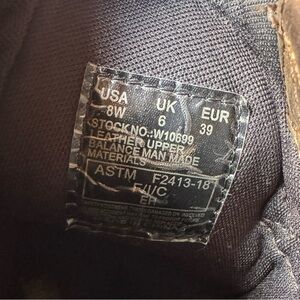 USA UK EUR
8W 6 39
STOCK NO.:W10699
LEATHER UPPER
BALANCE MAN MADE
MATERIALS
ASTM F2413-18
F/I/C
EH